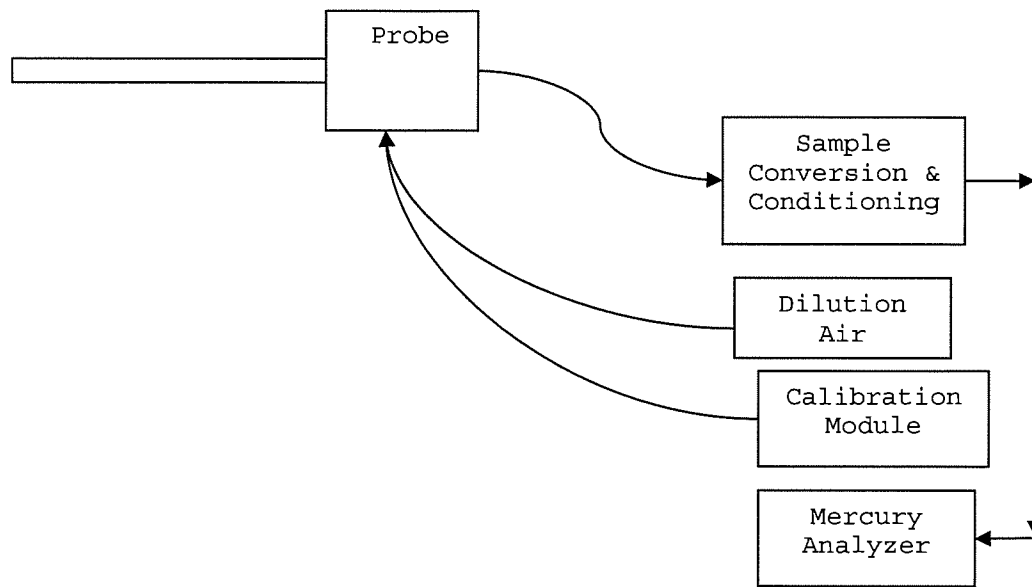 Probe
Sample
Conversion &
Conditioning
Dilution
Air
Calibration
Module
Mercury
Analyzer